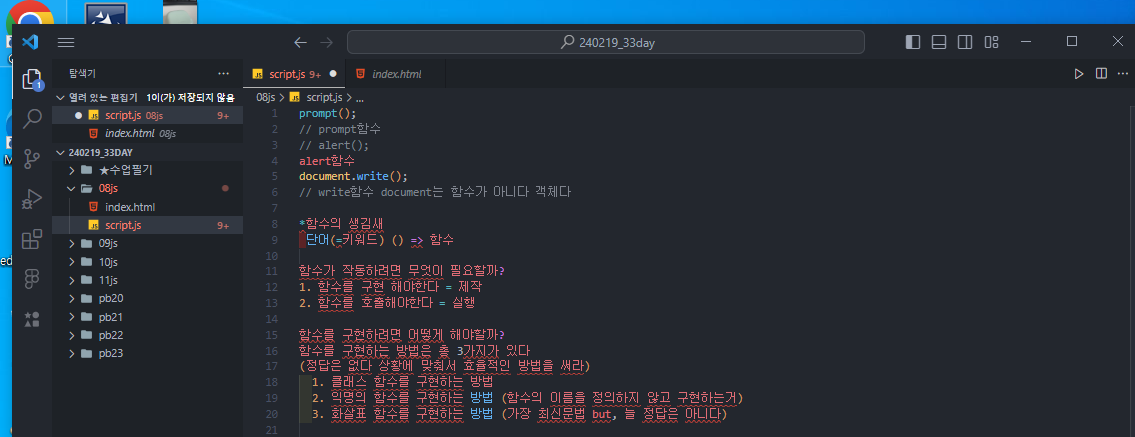 240219_33day
탐색기
script.js 9+
index.html
열려 있는 편집기 1이(가) 저장되지 않음
script.js 08js 9+
index.html 08js
240219_33DAY
★수업필기
08js
index.html
script.js 9+
09js
10js
11js
pb20
pb21
pb22
pb23
08js > script.js > ...
1 prompt();
2 // prompt함수
3 // alert();
4 alert함수
5 document.write();
6 // write함수 document는 함수가 아니다 객체다
7
8 *함수의 생김새
9 단어(=키워드) () => 함수
10
11 함수가 작동하려면 무엇이 필요할까?
12 1. 함수를 구현 해야한다 = 제작
13 2. 함수를 호출해야한다 = 실행
14
15 함수를 구현하려면 어떻게 해야할까?
16 함수를 구현하는 방법은 총 3가지가 있다
17 (정답은 없다 상황에 맞춰서 효율적인 방법을 써라)
18 1. 클래스 함수를 구현하는 방법
19 2. 익명의 함수를 구현하는 방법 (함수의 이름을 정의하지 않고 구현하는거)
20 3. 화살표 함수를 구현하는 방법 (가장 최신문법 but, 늘 정답은 아니다)
21